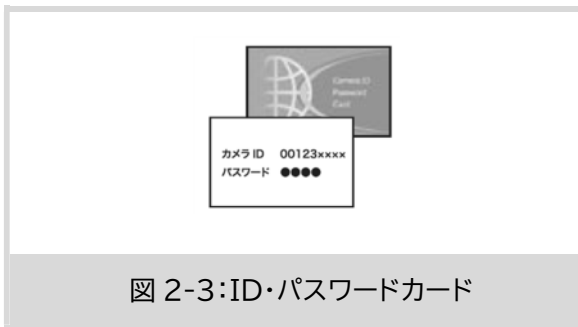 Camera ID
Password
Card
カメラ ID 00123××××
パスワード ●●●●
図 2-3:ID・パスワードカード